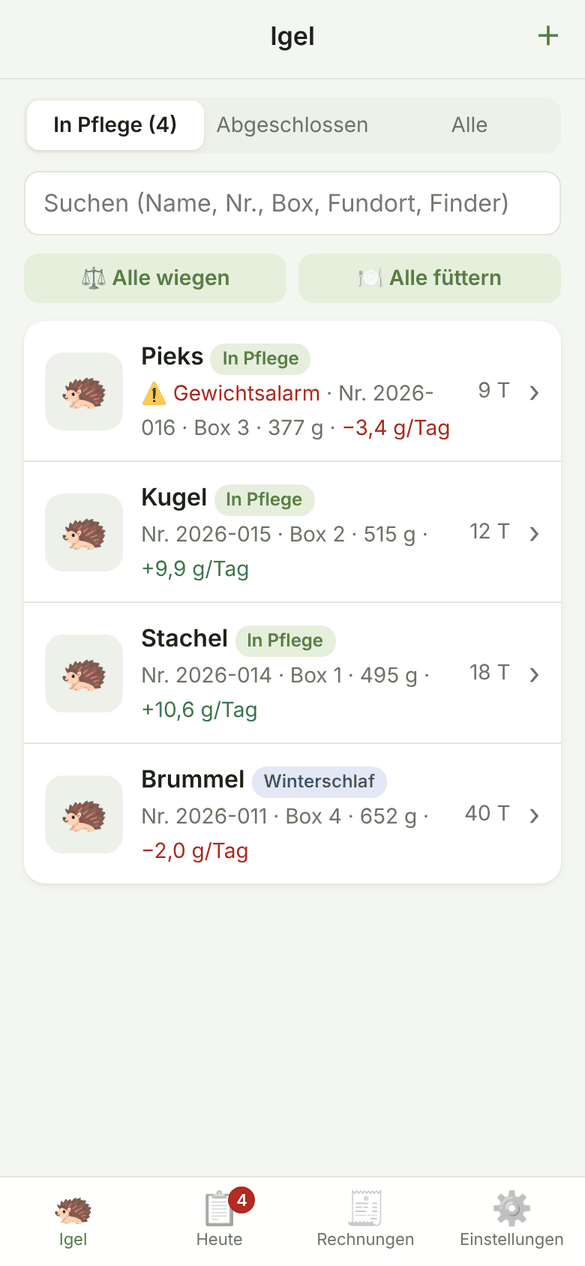 Igel
+
In Pflege (4) Abgeschlossen Alle
Suchen (Name, Nr., Box, Fundort, Finder)
⚖️ Alle wiegen 🍽️ Alle füttern
Pieks In Pflege
⚠️ Gewichtsalarm · Nr. 2026-
016 · Box 3 · 377 g · −3,4 g/Tag
9 T ›
Kugel In Pflege
Nr. 2026-015 · Box 2 · 515 g ·
+9,9 g/Tag
12 T ›
Stachel In Pflege
Nr. 2026-014 · Box 1 · 495 g ·
+10,6 g/Tag
18 T ›
Brummel Winterschlaf
Nr. 2026-011 · Box 4 · 652 g ·
−2,0 g/Tag
40 T ›
4
Igel Heute Rechnungen Einstellungen